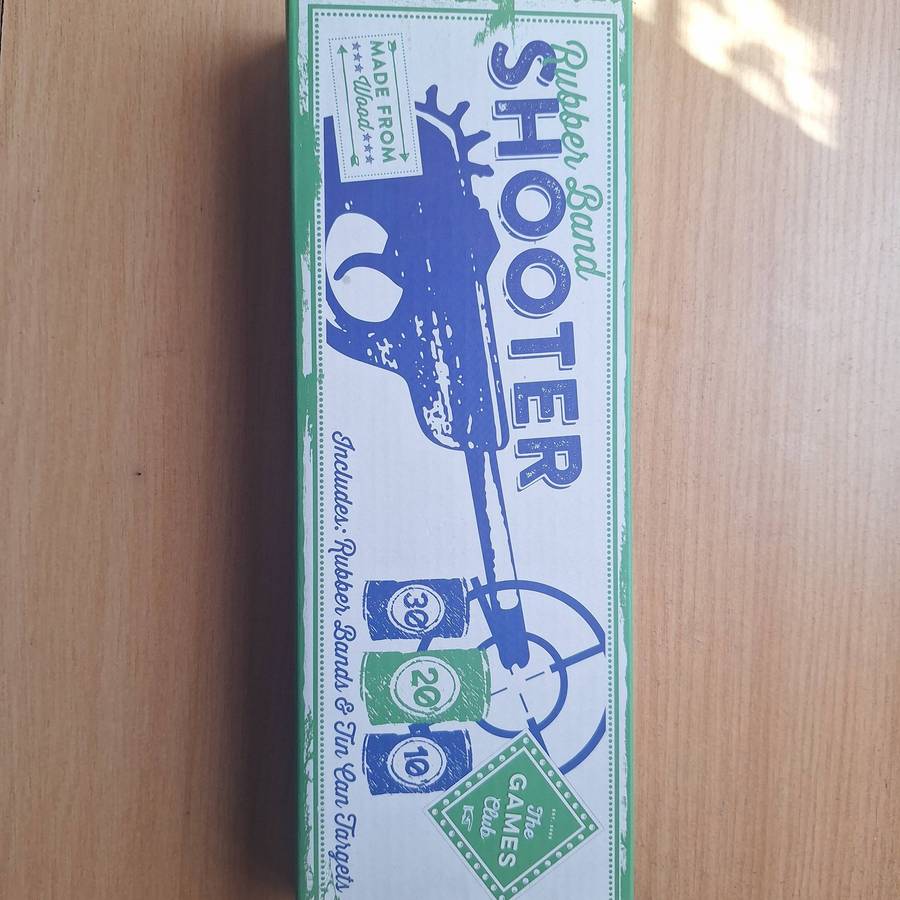 Rubber Band
SHOOTER
MADE FROM
Wood
30
20
10
The
GAMES
Club
Includes: Rubber Bands & Tin Can Targets